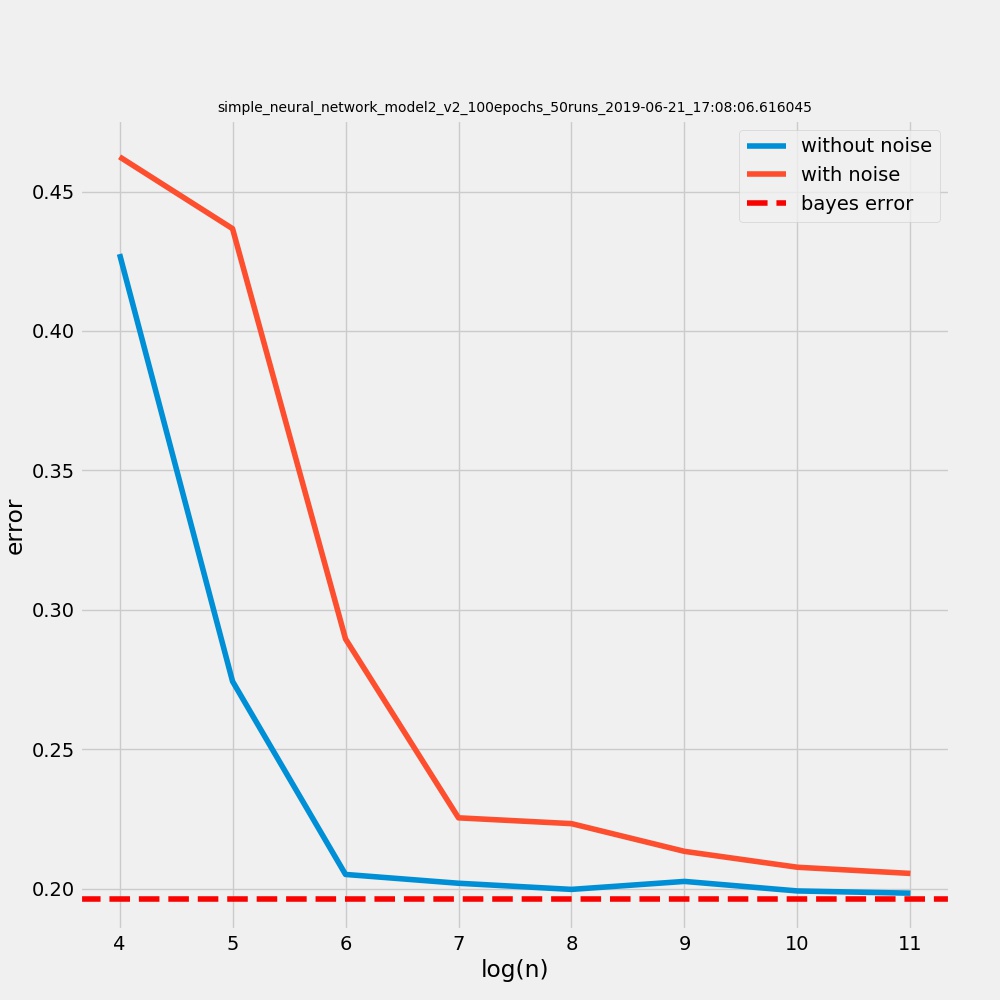 simple_neural_network_model2_v2_100epochs_50runs_2019-06-21_17:08:06.616045
without noise
with noise
bayes error
0.45
0.40
0.35
0.30
0.25
0.20
error
4 5 6 7 8 9 10 11
log(n)